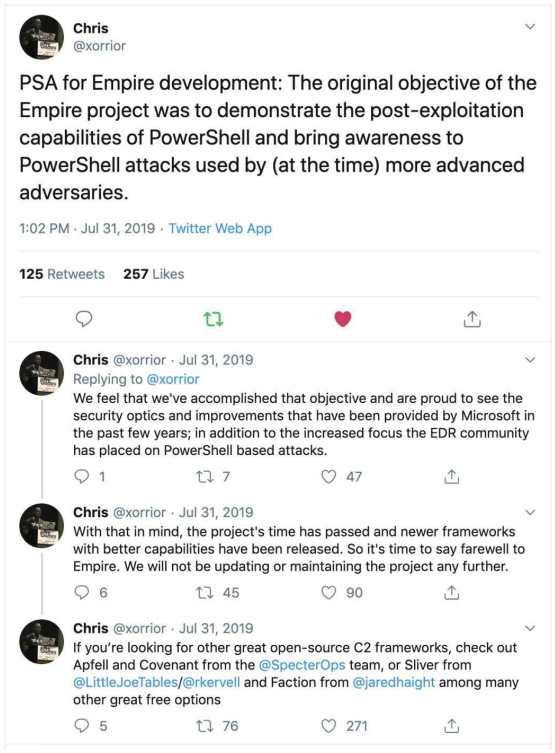 Chris
@xorrior
PSA for Empire development: The original objective of the
Empire project was to demonstrate the post-exploitation
capabilities of PowerShell and bring awareness to
PowerShell attacks used by (at the time) more advanced
adversaries.
1:02 PM · Jul 31, 2019 · Twitter Web App
125 Retweets 257 Likes
Chris @xorrior · Jul 31, 2019
Replying to @xorrior
We feel that we've accomplished that objective and are proud to see the
security optics and improvements that have been provided by Microsoft in
the past few years; in addition to the increased focus the EDR community
has placed on PowerShell based attacks.
1 7 47
Chris @xorrior · Jul 31, 2019
With that in mind, the project's time has passed and newer frameworks
with better capabilities have been released. So it's time to say farewell to
Empire. We will not be updating or maintaining the project any further.
6 45 90
Chris @xorrior · Jul 31, 2019
If you’re looking for other great open-source C2 frameworks, check out
Apfell and Covenant from the @SpecterOps team, or Sliver from
@LittleJoeTables/@rkervell and Faction from @jaredhaight among many
other great free options
5 76 271